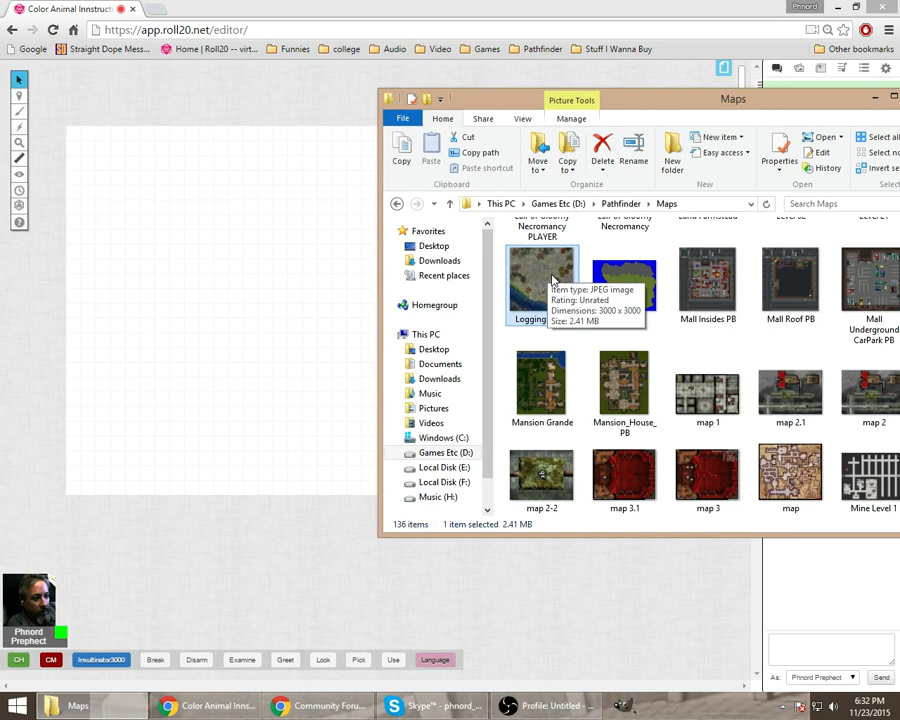 Color Animal Innstructi
Phnord
https://app.roll20.net/editor/
Google
Straight Dope Mess...
Home | Roll20 – virt...
Funnies
college
Audio
Video
Games
Pathfinder
Stuff I Wanna Buy
Other bookmarks
Picture Tools
Maps
File
Home
Share
View
Manage
Copy
Paste
Cut
Copy path
Paste shortcut
Clipboard
Move to
Copy to
Delete
Rename
Organize
New folder
New item
Easy access
New
Properties
Open
Edit
History
Open
Select all
Select no
Invert se
Select
This PC
Games Etc (D:)
Pathfinder
Maps
Search Maps
Favorites
Desktop
Downloads
Recent places
Homegroup
This PC
Desktop
Documents
Downloads
Music
Pictures
Videos
Windows (C:)
Games Etc (D:)
Local Disk (E:)
Local Disk (F:)
Music (H:)
Necromancy
PLAYER
Necromancy
Logging
Item type: JPEG image
Rating: Unrated
Dimensions: 3000 x 3000
Size: 2.41 MB
Mall Insides PB
Mall Roof PB
Mall
Underground
CarPark PB
Mansion Grande
Mansion_House_
PB
map 1
map 2.1
map 2
map 2-2
map 3.1
map 3
map
Mine Level 1
136 items
1 item selected 2.41 MB
Phnord
Prephect
CH
CM
Insultinator3000
Break
Disarm
Examine
Greet
Look
Pick
Use
Language
As:
Phnord Prephect
Send
Maps
Color Animal Inns...
Community Foru...
Skype™ - phnord_...
Profile: Untitled - ...
6:32 PM
11/23/2015